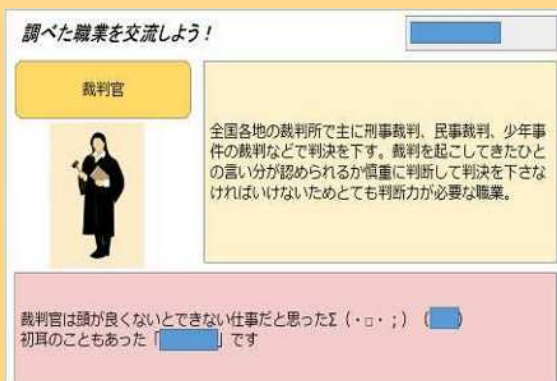 調べた職業を交流しよう!
裁判官
全国各地の裁判所で主に刑事裁判、民事裁判、少年事
件の裁判などで判決を下す。裁判を起こしてきたひと
の言い分が認められるか慎重に判断して判決を下さな
ければいけないためとても判断力が必要な職業。
裁判官は頭が良くないとできない仕事だと思ったΣ(・□・;)( )
初耳のこともあった「 」です